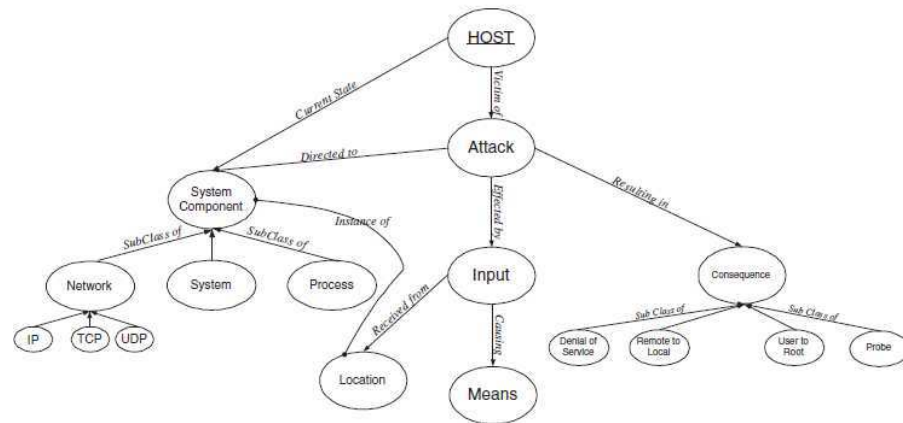 HOST
Current State
Victim of
Attack
Directed to
Resulting in
System
Component
Instance of
Effected by
SubClass of
SubClass of
Network
System
Process
Input
Consequence
IP
TCP
UDP
Received from
Causing
Sub Class of
Sub Class of
Denial of
Service
Remote to
Local
User to
Root
Probe
Location
Means